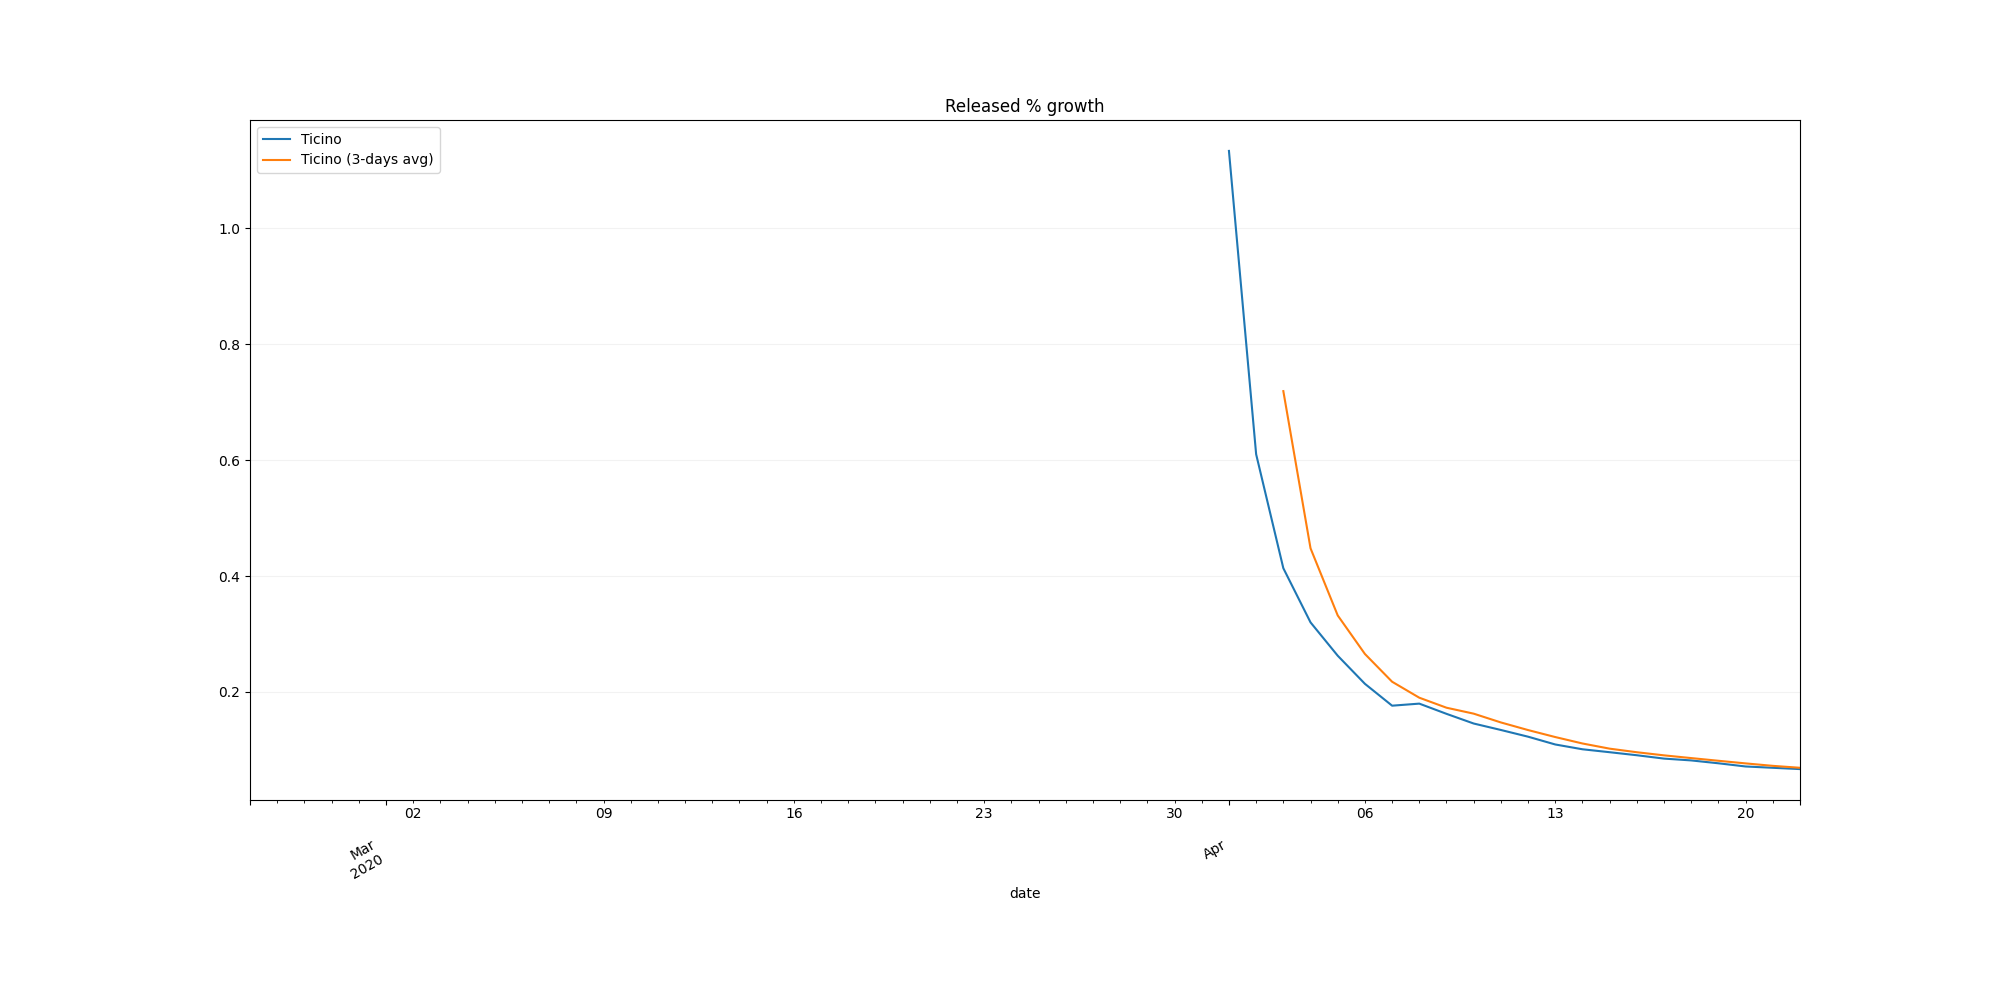 Released % growth
Ticino
Ticino (3-days avg)
1.0
0.8
0.6
0.4
0.2
02 09 16 23 30 06 13 20
Mar Apr
2020
date